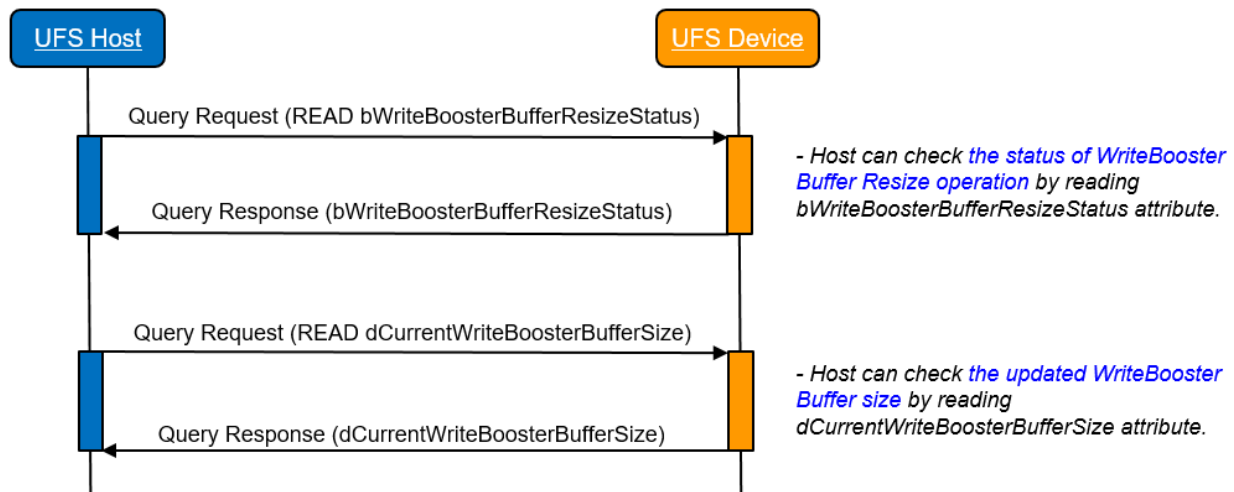 UFS Host
UFS Device
Query Request (READ bWriteBoosterBufferResizeStatus)
- Host can check the status of WriteBooster
Buffer Resize operation by reading
bWriteBoosterBufferResizeStatus attribute.
Query Response (bWriteBoosterBufferResizeStatus)
Query Request (READ dCurrentWriteBoosterBufferSize)
- Host can check the updated WriteBooster
Buffer size by reading
dCurrentWriteBoosterBufferSize attribute.
Query Response (dCurrentWriteBoosterBufferSize)